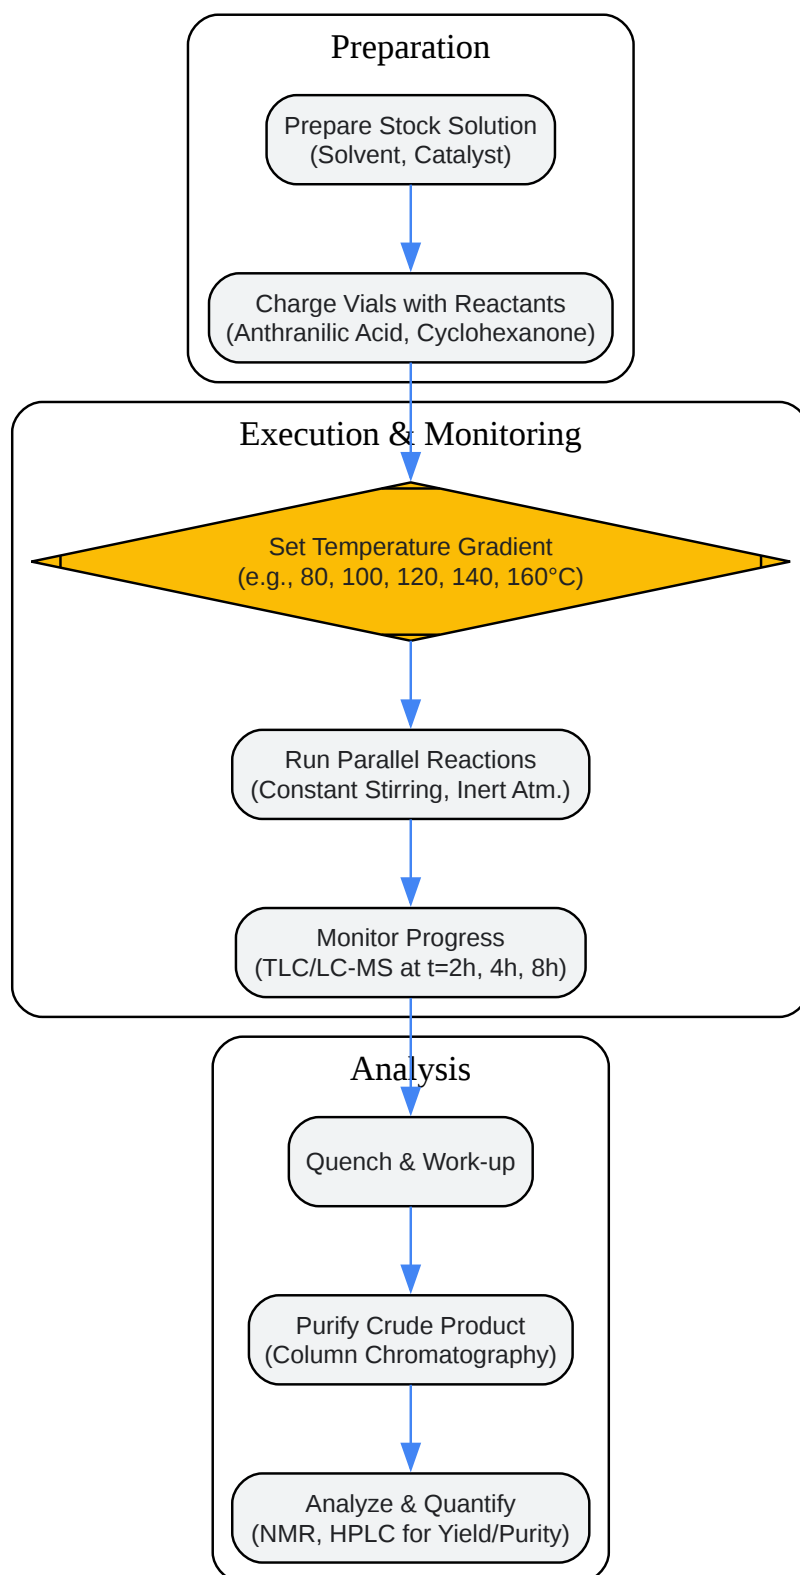 Preparation
Prepare Stock Solution
(Solvent, Catalyst)
Charge Vials with Reactants
(Anthranilic Acid, Cyclohexanone)
Execution & Monitoring
Set Temperature Gradient
(e.g., 80, 100, 120, 140, 160°C)
Run Parallel Reactions
(Constant Stirring, Inert Atm.)
Monitor Progress
(TLC/LC-MS at t=2h, 4h, 8h)
Analysis
Quench & Work-up
Purify Crude Product
(Column Chromatography)
Analyze & Quantify
(NMR, HPLC for Yield/Purity)